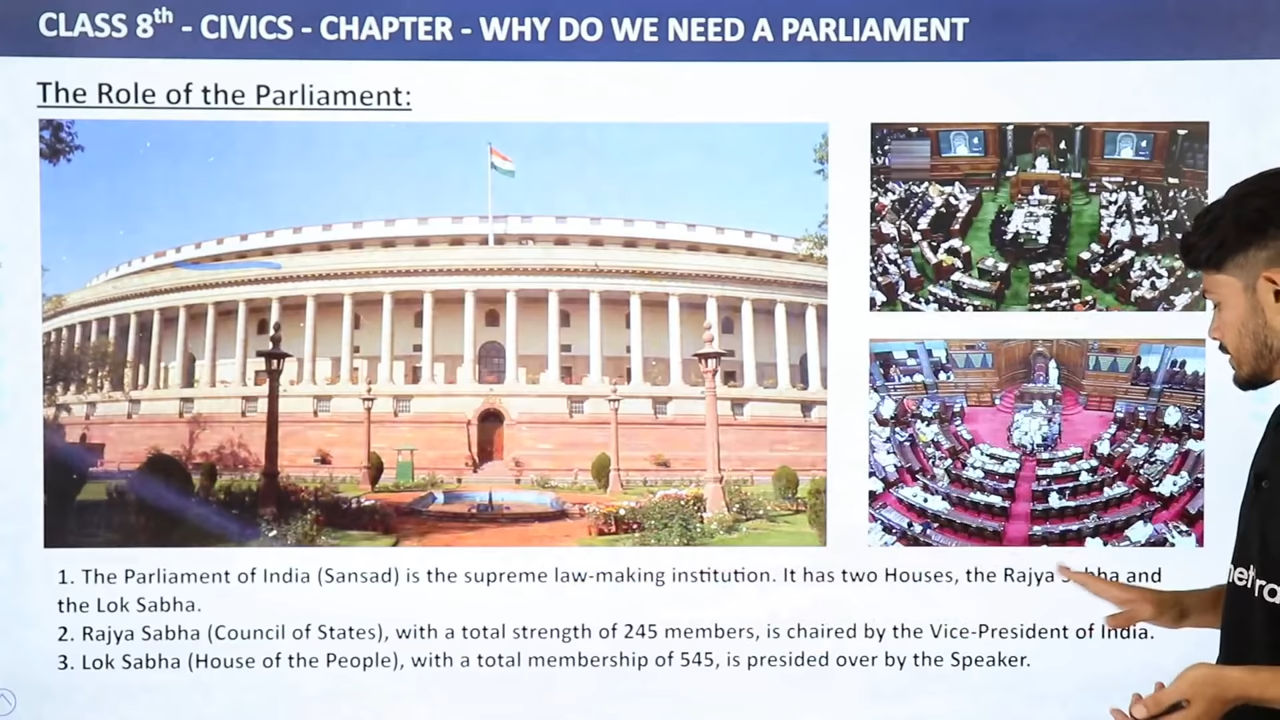 CLASS 8th - CIVICS - CHAPTER - WHY DO WE NEED A PARLIAMENT
The Role of the Parliament:
1. The Parliament of India (Sansad) is the supreme law-making institution. It has two Houses, the Rajya Sabha and
the Lok Sabha.
2. Rajya Sabha (Council of States), with a total strength of 245 members, is chaired by the Vice-President of India.
3. Lok Sabha (House of the People), with a total membership of 545, is presided over by the Speaker.